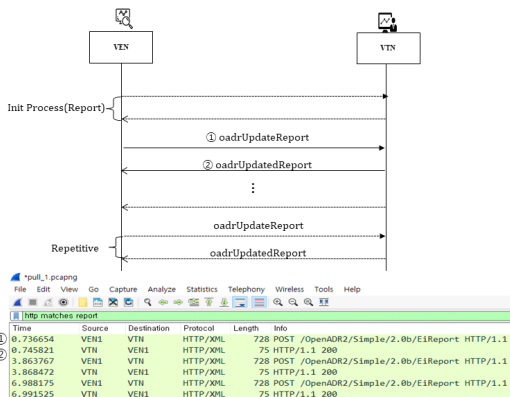 VEN
VTN
Init Process(Report)
① oadrUpdateReport
② oadrUpdatedReport
⋮
oadrUpdateReport
Repetitive
oadrUpdatedReport
*pull_1.pcapng
File Edit View Go Capture Analyze Statistics Telephony Wireless Tools Help
http matches report
Time Source Destination Protocol Length Info
① 0.736654 VEN1 VTN HTTP/XML 728 POST /OpenADR2/Simple/2.0b/EiReport HTTP/1.1
② 0.745821 VTN VEN1 HTTP/XML 75 HTTP/1.1 200
3.863767 VEN1 VTN HTTP/XML 728 POST /OpenADR2/Simple/2.0b/EiReport HTTP/1.1
3.868472 VTN VEN1 HTTP/XML 75 HTTP/1.1 200
6.988175 VEN1 VTN HTTP/XML 728 POST /OpenADR2/Simple/2.0b/EiReport HTTP/1.1
6.991525 VTN VEN1 HTTP/XML 75 HTTP/1.1 200